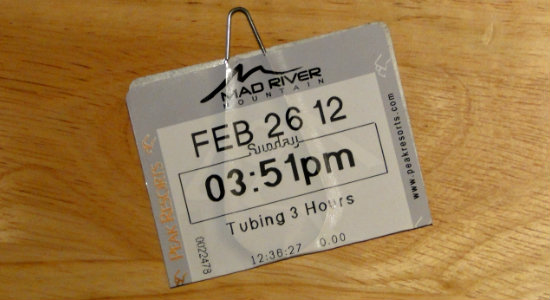 MAD RIVER
MOUNTAIN
FEB 26 12
Sunday
03:51pm
Tubing 3 Hours
12:36:27 0.00
0022478
PEAK RESORTS
www.peakresorts.com